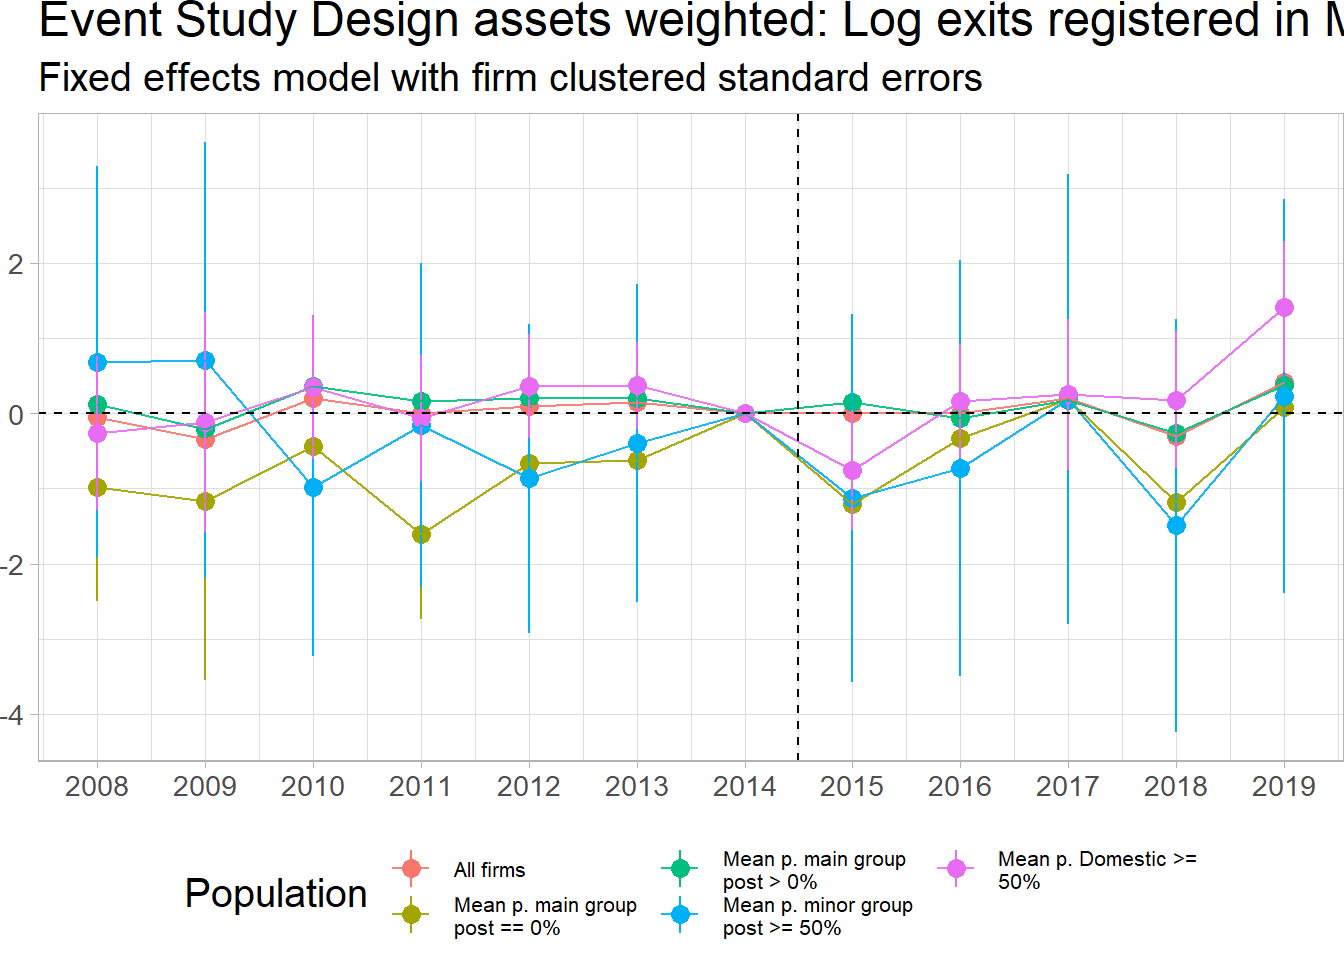 Event Study Design assets weighted: Log exits registered in M
Fixed effects model with firm clustered standard errors
2
0
-2
-4
2008 2009 2010 2011 2012 2013 2014 2015 2016 2017 2018 2019
Population
All firms
Mean p. main group
post == 0%
Mean p. main group
post > 0%
Mean p. minor group
post >= 50%
Mean p. Domestic >=
50%